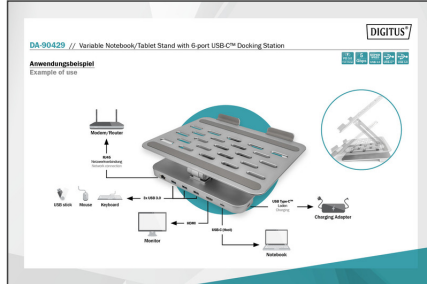 DIGITUS®
DA-90429 // Variable Notebook/Tablet Stand with 6-port USB-C™ Docking Station
Anwendungsbeispiel
Example of use
Modem/Router
RJ45
Netzwerkverbindung
Network connection
USB stick
Mouse
Keyboard
3x USB 3.0
HDMI
Monitor
USB-C (Host)
Notebook
USB Type-C™
Laden
Charging
Charging Adapter